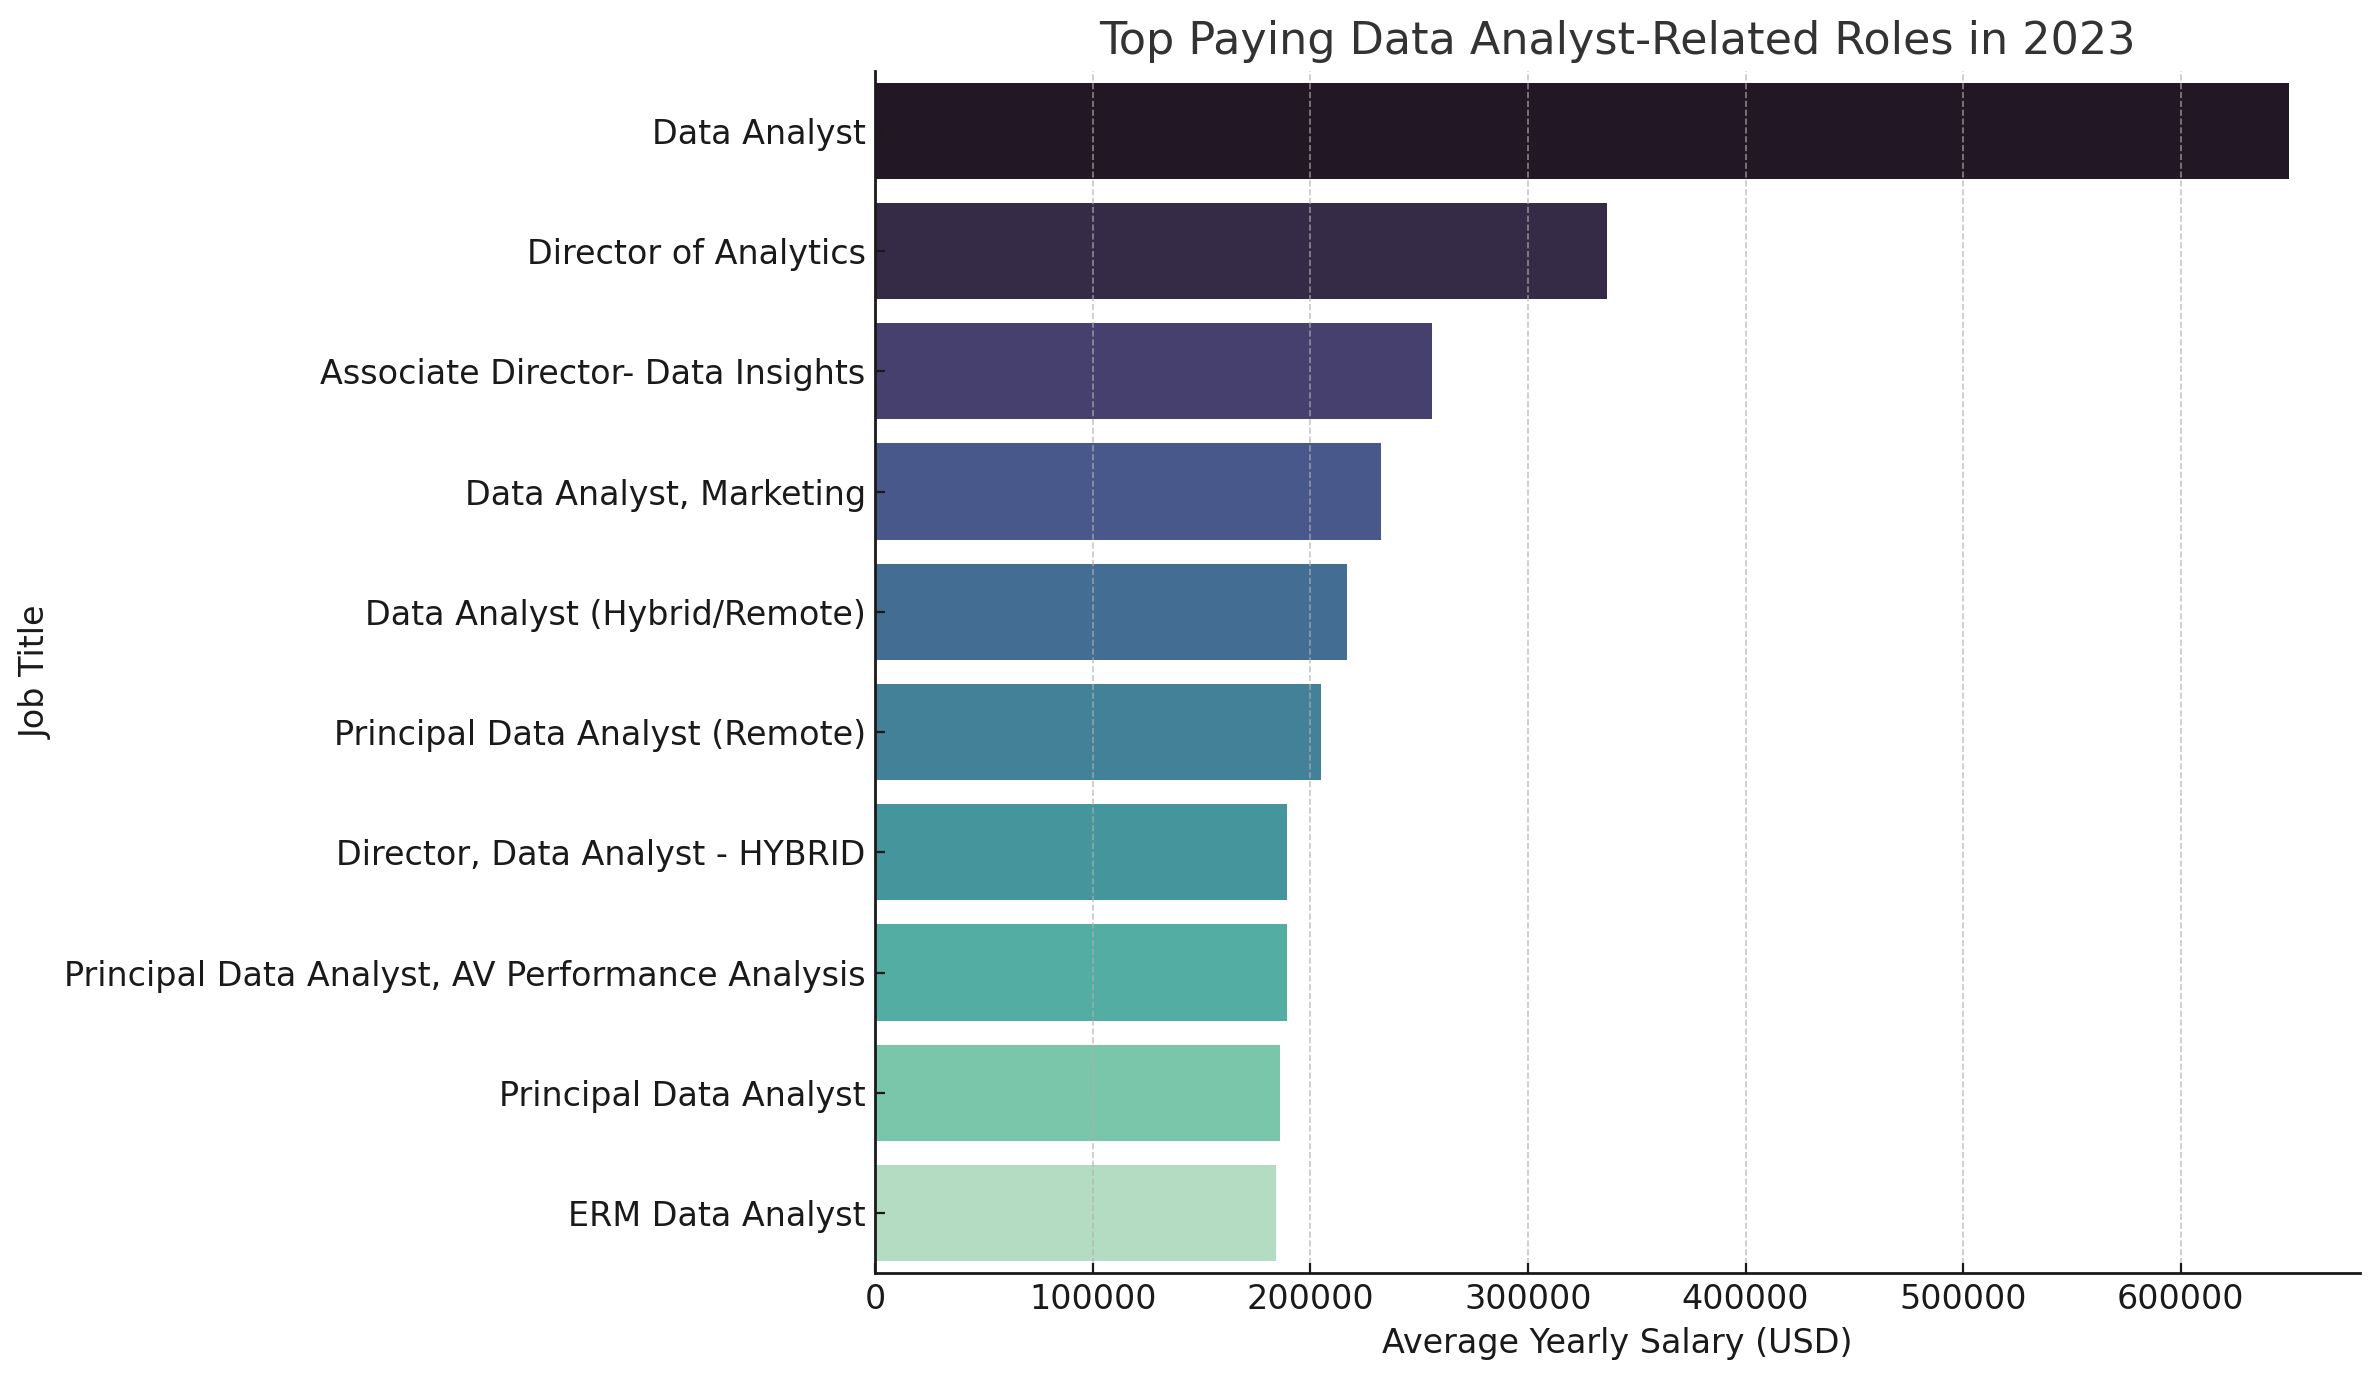 Top Paying Data Analyst-Related Roles in 2023
Data Analyst
Director of Analytics
Associate Director- Data Insights
Data Analyst, Marketing
Data Analyst (Hybrid/Remote)
Principal Data Analyst (Remote)
Director, Data Analyst - HYBRID
Principal Data Analyst, AV Performance Analysis
Principal Data Analyst
ERM Data Analyst
Job Title
0 100000 200000 300000 400000 500000 600000
Average Yearly Salary (USD)